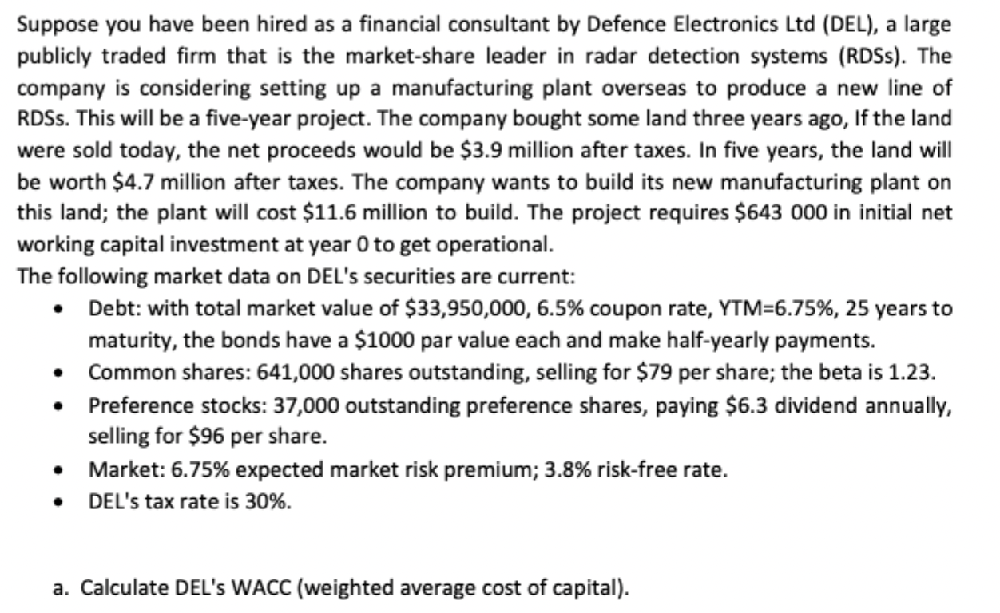 Suppose you have been hired as a financial consultant by Defence Electronics Ltd (DEL), a large
publicly traded firm that is the market-share leader in radar detection systems (RDSs). The
company is considering setting up a manufacturing plant overseas to produce a new line of
RDSs. This will be a five-year project. The company bought some land three years ago, If the land
were sold today, the net proceeds would be $3.9 million after taxes. In five years, the land will
be worth $4.7 million after taxes. The company wants to build its new manufacturing plant on
this land; the plant will cost $11.6 million to build. The project requires $643 000 in initial net
working capital investment at year 0 to get operational.
The following market data on DEL's securities are current:
• Debt: with total market value of $33,950,000, 6.5% coupon rate, YTM=6.75%, 25 years to
maturity, the bonds have a $1000 par value each and make half-yearly payments.
• Common shares: 641,000 shares outstanding, selling for $79 per share; the beta is 1.23.
• Preference stocks: 37,000 outstanding preference shares, paying $6.3 dividend annually,
selling for $96 per share.
• Market: 6.75% expected market risk premium; 3.8% risk-free rate.
• DEL's tax rate is 30%.
a. Calculate DEL's WACC (weighted average cost of capital).